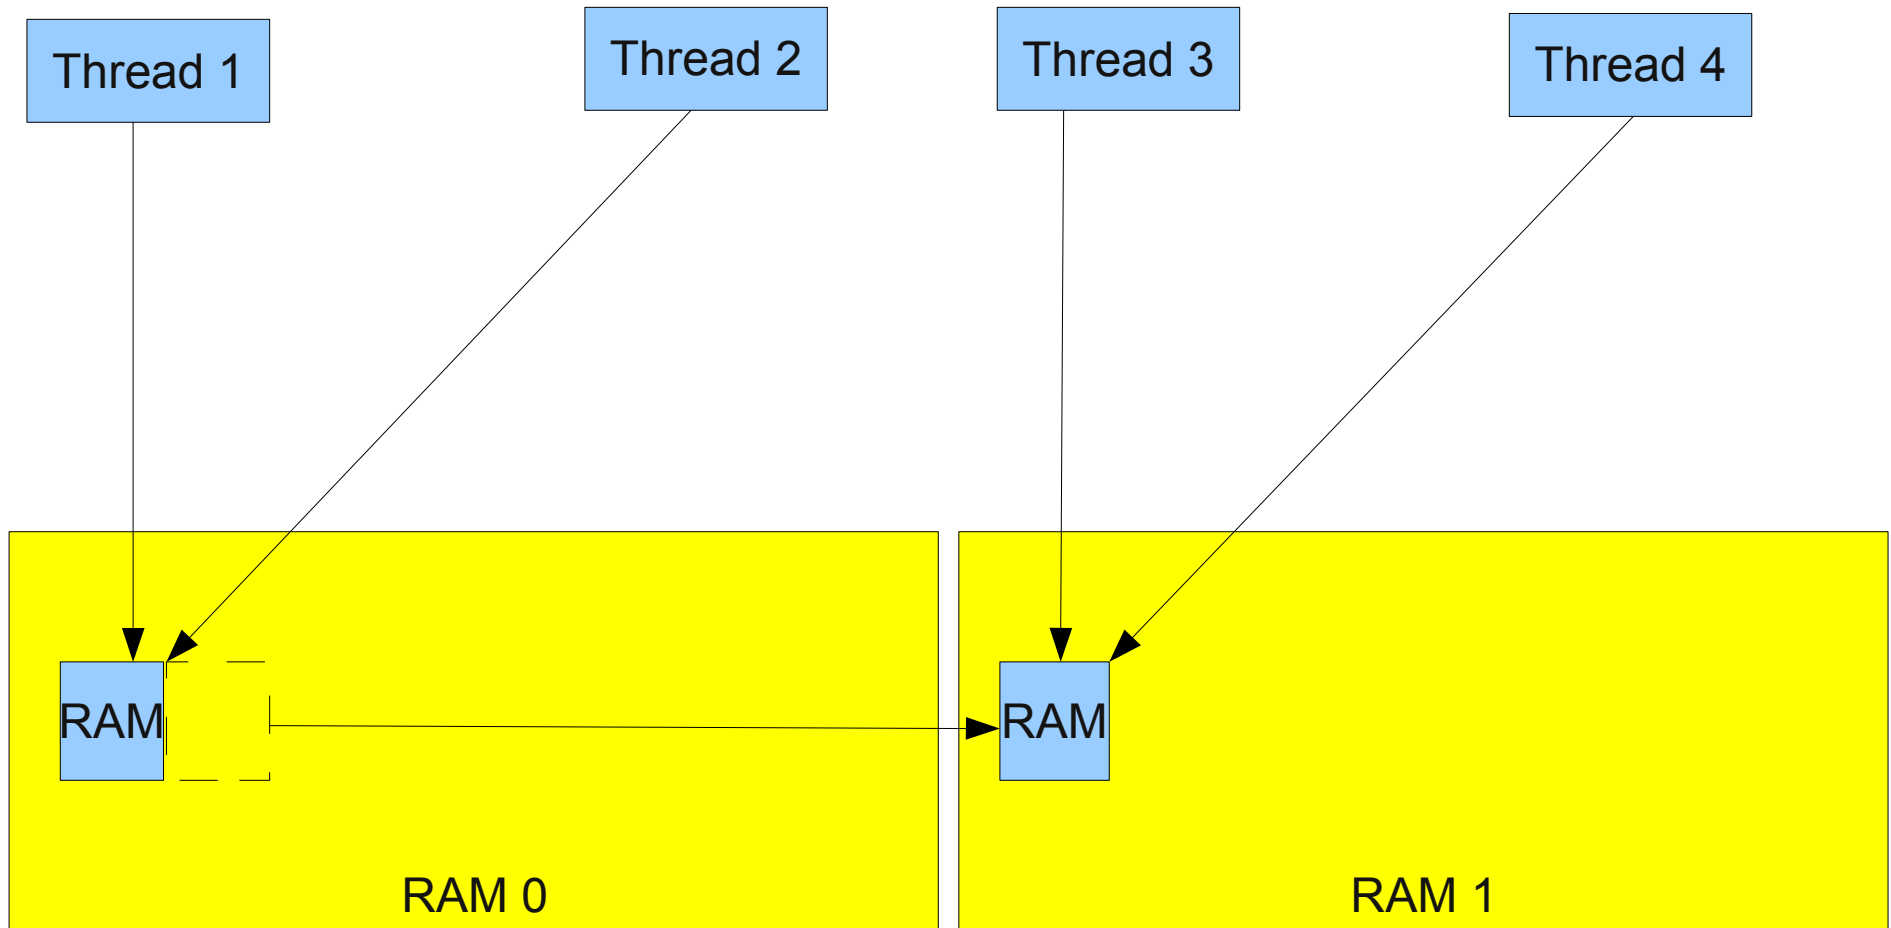 Thread 1
Thread 2
Thread 3
Thread 4
RAM
RAM
RAM 0
RAM 1